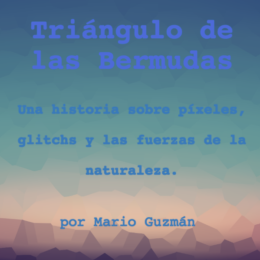 Triángulo de
las Bermudas
Una historia sobre píxeles,
glitchs y las fuerzas de la
naturaleza.
por Mario Guzmán